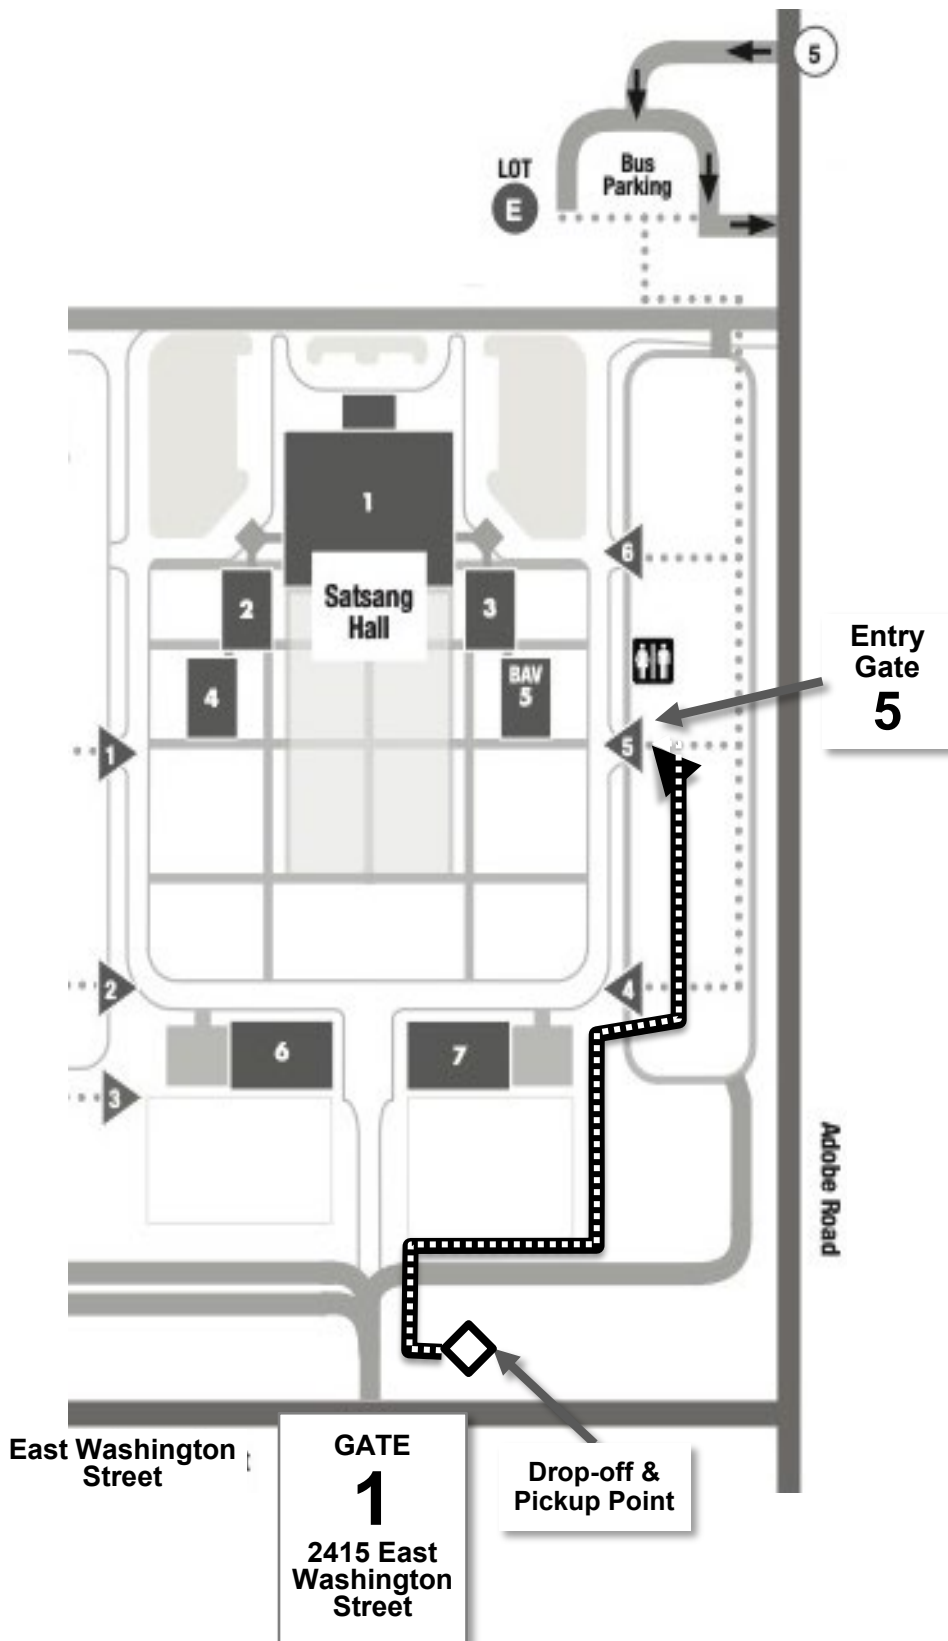 5
LOT
E
Bus
Parking
1
Satsang
Hall
2
3
4
BAV
5
6
5
4
1
2
3
6
7
Entry
Gate
5
Adobe Road
East Washington
Street
GATE
1
2415 East
Washington
Street
Drop-off &
Pickup Point